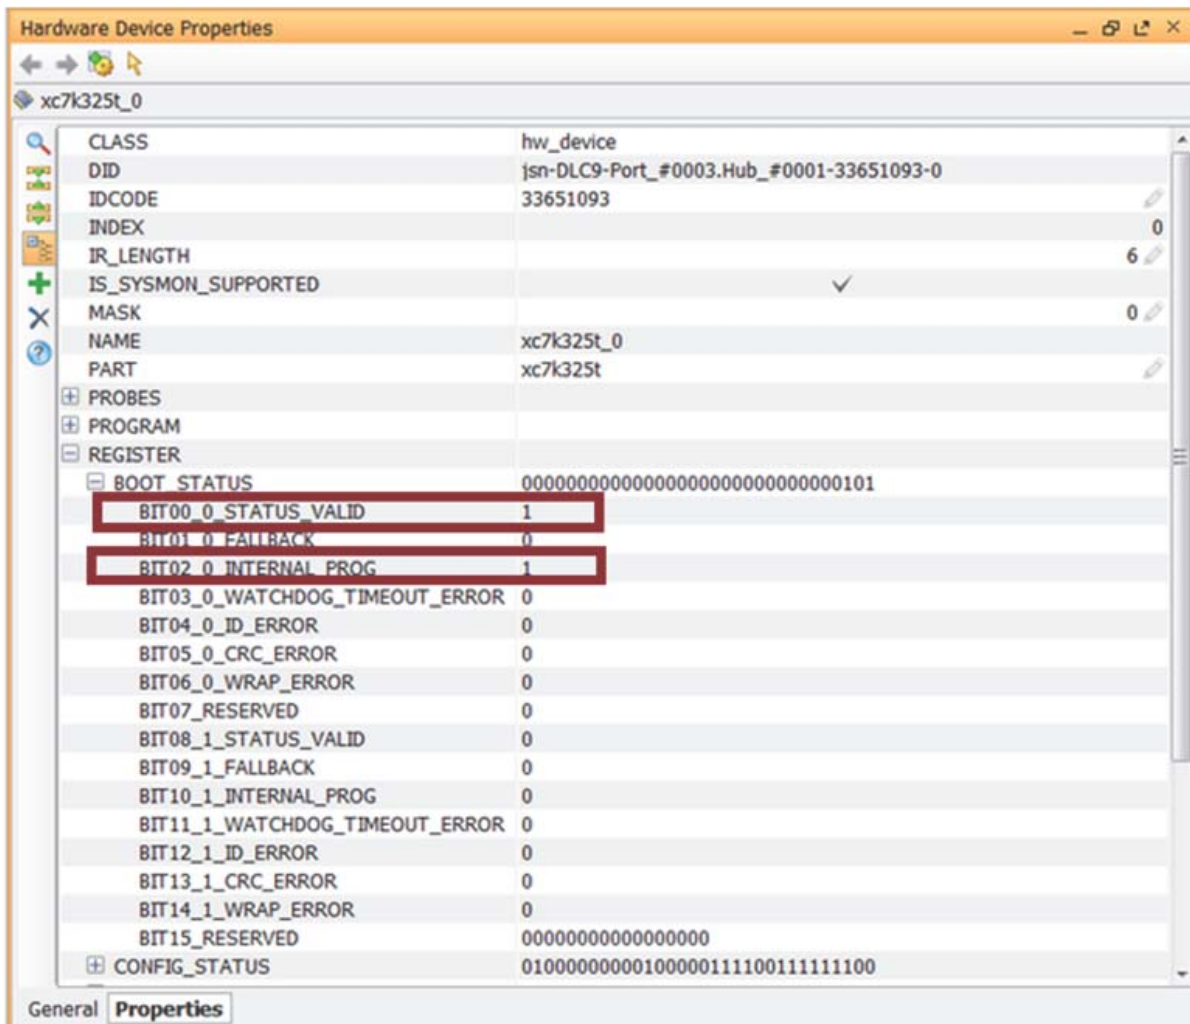 Hardware Device Properties
xc7k325t_0
CLASS hw_device
DID jsn-DLC9-Port_#0003.Hub_#0001-33651093-0
IDCODE 33651093
INDEX 0
IR_LENGTH 6
IS_SYSMON_SUPPORTED
MASK 0
NAME xc7k325t_0
PART xc7k325t
PROBES
PROGRAM
REGISTER
BOOT_STATUS 00000000000000000000000000000101
BIT00_0_STATUS_VALID 1
BIT01_0_FALLBACK 0
BIT02_0_INTERNAL_PROG 1
BIT03_0_WATCHDOG_TIMEOUT_ERROR 0
BIT04_0_ID_ERROR 0
BIT05_0_CRC_ERROR 0
BIT06_0_WRAP_ERROR 0
BIT07_RESERVED 0
BIT08_1_STATUS_VALID 0
BIT09_1_FALLBACK 0
BIT10_1_INTERNAL_PROG 0
BIT11_1_WATCHDOG_TIMEOUT_ERROR 0
BIT12_1_ID_ERROR 0
BIT13_1_CRC_ERROR 0
BIT14_1_WRAP_ERROR 0
BIT15_RESERVED 00000000000000000
CONFIG_STATUS 01000000000100000111100111111100
General Properties